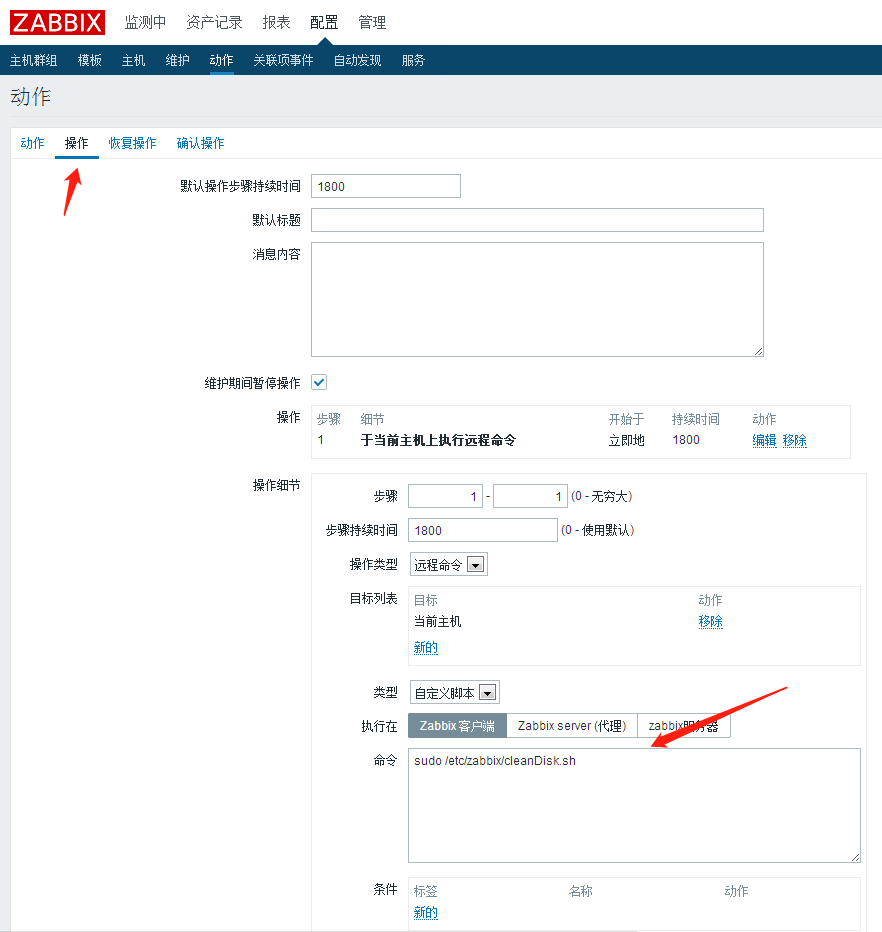 ZABBIX 监测中 资产记录 报表 配置 管理
主机群组 模板 主机 维护 动作 关联项事件 自动发现 服务
动作
动作 操作 恢复操作 确认操作
默认操作步骤持续时间 1800
默认标题
消息内容
维护期间暂停操作
操作 步骤 细节 开始于 持续时间 动作
1 于当前主机上执行远程命令 立即地 1800 编辑 移除
操作细节
步骤 1 - 1 (0 - 无穷大)
步骤持续时间 1800 (0 - 使用默认)
操作类型 远程命令
目标列表 目标 动作
当前主机 移除
新的
类型 自定义脚本
执行在 Zabbix 客户端 Zabbix server (代理) zabbix服务器
命令 sudo /etc/zabbix/cleanDisk.sh
条件 标签 名称 动作
新的